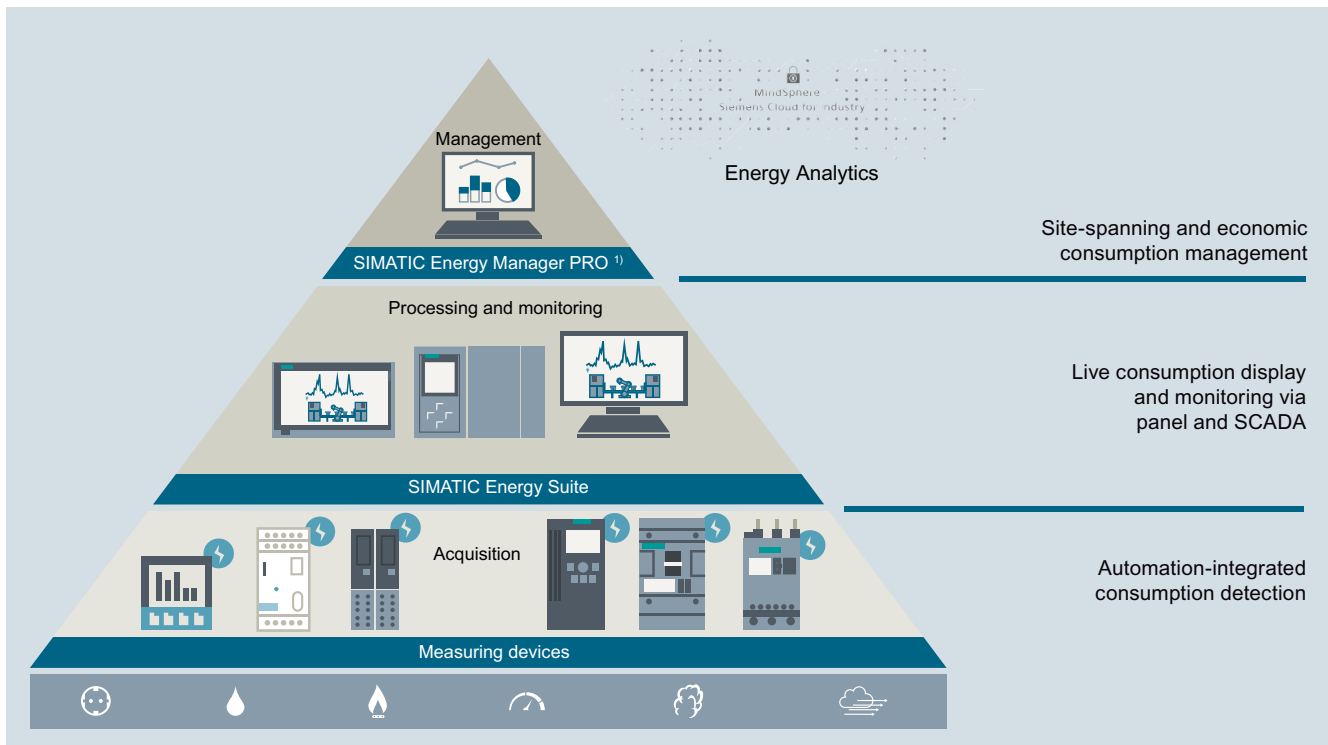 MindSphere
Siemens Cloud for Industry
Energy Analytics
Management
SIMATIC Energy Manager PRO 1)
Site-spanning and economic
consumption management
Processing and monitoring
Live consumption display
and monitoring via
panel and SCADA
SIMATIC Energy Suite
Acquisition
Automation-integrated
consumption detection
Measuring devices